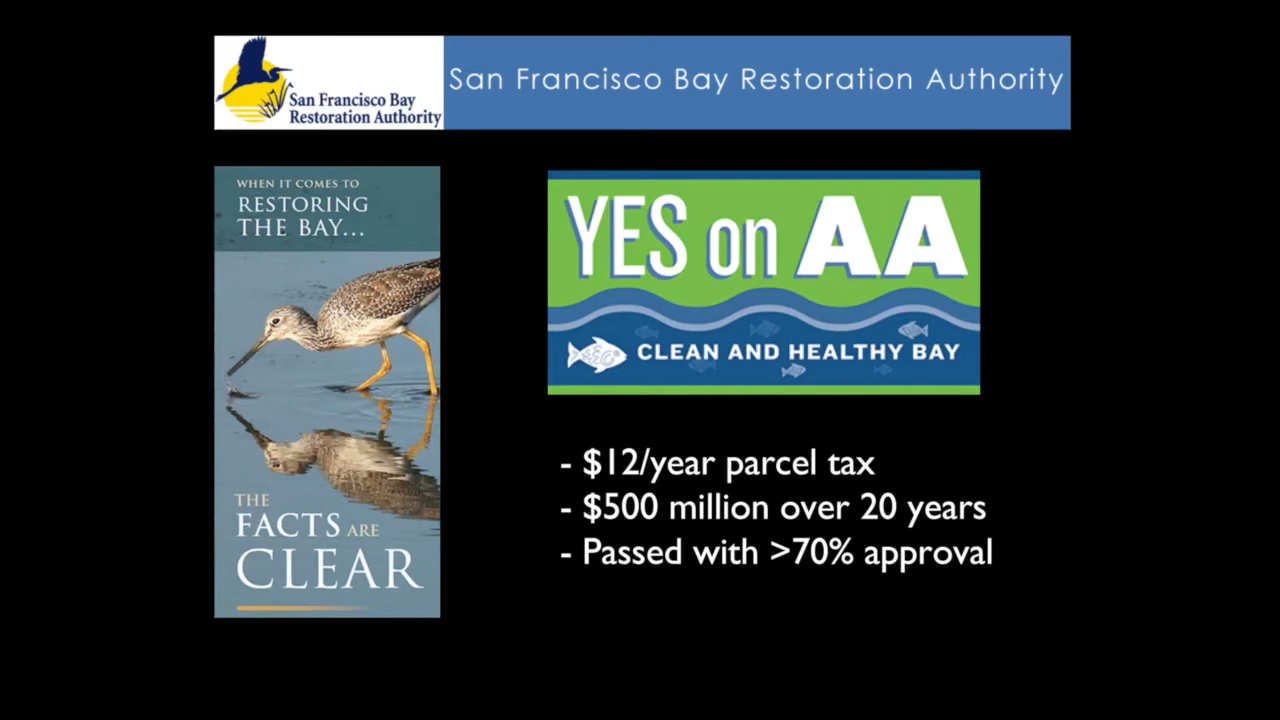 San Francisco Bay
Restoration Authority
San Francisco Bay Restoration Authority
WHEN IT COMES TO
RESTORING
THE BAY...
THE
FACTS ARE
CLEAR
YES on AA
CLEAN AND HEALTHY BAY
- $12/year parcel tax
- $500 million over 20 years
- Passed with >70% approval